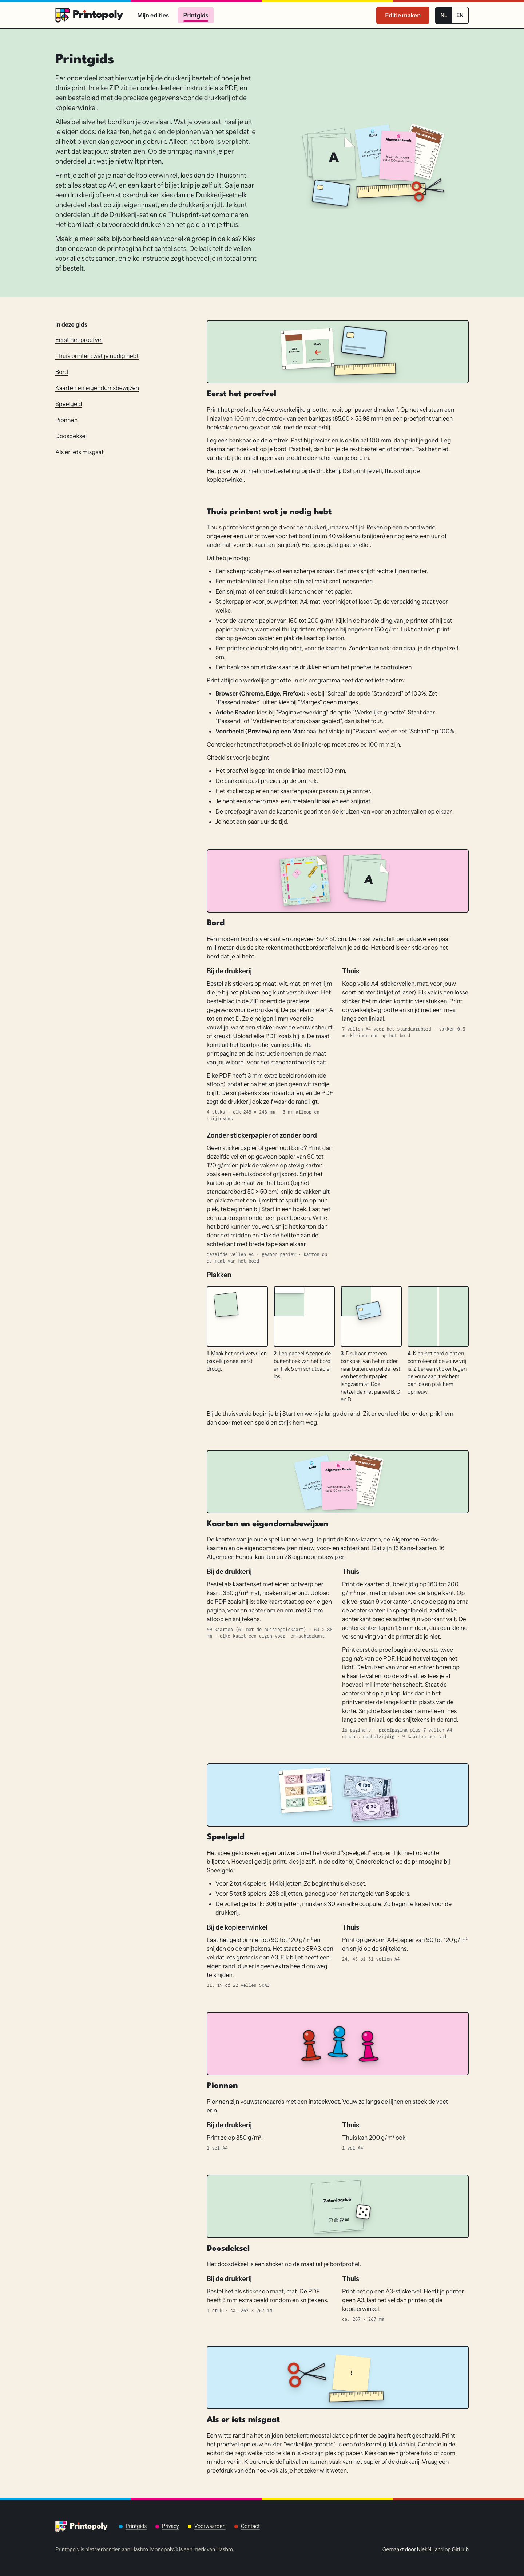 Printopoly
Mijn edities
Printgids
Editie maken
NL
EN
Printgids
Per onderdeel staat hier wat je bij de drukkerij bestelt of hoe je het
thuis print. In elke ZIP zit per onderdeel een instructie als PDF, en
een bestelblad met de precieze gegevens voor de drukkerij of de
kopieerwinkel.
Alles behalve het bord kun je overslaan. Wat je overslaat, haal je uit
je eigen doos: de kaarten, het geld en de pionnen van het spel dat je
al hebt blijven dan gewoon in gebruik. Alleen het bord is verplicht,
want dat laat jouw straten zien. Op de printpagina vink je per
onderdeel uit wat je niet wilt printen.
Print je zelf of ga je naar de kopieerwinkel, kies dan de Thuisprint-
set: alles staat op A4, en een kaart of biljet knip je zelf uit. Ga je naar
een drukkerij of een stickerdrukker, kies dan de Drukkerij-set: elk
onderdeel staat op zijn eigen maat, en de drukkerij snijdt. Je kunt
onderdelen uit de Drukkerij-set en de Thuisprint-set combineren.
Het bord laat je bijvoorbeeld drukken en het geld print je thuis.
Maak je meer sets, bijvoorbeeld een voor elke groep in de klas? Kies
dan onderaan de printpagina het aantal sets. De balk telt de vellen
voor alle sets samen, en elke instructie zegt hoeveel je in totaal print
of bestelt.
A
Kans
Algemeen Fonds
In deze gids
Eerst het proefvel
Thuis printen: wat je nodig hebt
Bord
Kaarten en eigendomsbewijzen
Speelgeld
Pionnen
Doosdeksel
Als er iets misgaat
Start
Eerst het proefvel
Print het proefvel op A4 op werkelijke grootte, nooit op "passend maken". Op het vel staan een
liniaal van 100 mm, de omtrek van een bankpas (85,60 × 53,98 mm) en een proefprint van een
hoekvak en een gewoon vak, met de maat erbij.
Leg een bankpas op de omtrek. Past hij precies en is de liniaal 100 mm, dan print je goed. Leg
daarna het hoekvak op je bord. Past het, dan kun je de rest bestellen of printen. Past het niet,
vul dan bij de instellingen van je editie de maten van je bord in.
Het proefvel zit niet in de bestelling bij de drukkerij. Dat print je zelf, thuis of bij de
kopieerwinkel.
Thuis printen: wat je nodig hebt
Thuis printen kost geen geld voor de drukkerij, maar wel tijd. Reken op een avond werk:
ongeveer een uur of twee voor het bord (ruim 40 vakken uitsnijden) en nog eens een uur of
anderhalf voor de kaarten (snijden). Het speelgeld gaat sneller.
Dit heb je nodig:
• Een scherp hobbymes of een scherpe schaar. Een mes snijdt rechte lijnen netter.
• Een metalen liniaal. Een plastic liniaal raakt snel ingesneden.
• Een snijmat, of een stuk dik karton onder het papier.
• Stickerpapier voor jouw printer: A4, mat, voor inkjet of laser. Op de verpakking staat voor
welke.
• Voor de kaarten papier van 160 tot 200 g/m². Kijk in de handleiding van je printer of hij dat
papier aankan, want veel thuisprinters stoppen bij ongeveer 160 g/m². Lukt dat niet, print
dan op gewoon papier en plak de kaart op karton.
• Een printer die dubbelzijdig print, voor de kaarten. Zonder kan ook: dan draai je de stapel zelf
om.
• Een bankpas om stickers aan te drukken en om het proefvel te controleren.
Print altijd op werkelijke grootte. In elk programma heet dat net iets anders:
• Browser (Chrome, Edge, Firefox): kies bij "Schaal" de optie "Standaard" of 100%. Zet
"Passend maken" uit en kies bij "Marges" geen marges.
• Adobe Reader: kies bij "Paginaverwerking" de optie "Werkelijke grootte". Staat daar
"Passend" of "Verkleinen tot afdrukbaar gebied", dan is dat fout.
• Voorbeeld (Preview) op een Mac: haal het vinkje bij "Pas aan" weg en zet "Schaal" op 100%.
Controleer het met het proefvel: de liniaal erop moet precies 100 mm zijn.
Checklist voor je begint:
• Het proefvel is geprint en de liniaal meet 100 mm.
• De bankpas past precies op de omtrek.
• Het stickerpapier en het kaartenpapier passen bij je printer.
• Je hebt een scherp mes, een metalen liniaal en een snijmat.
• De proefpagina van de kaarten is geprint en de kruizen van voor en achter vallen op elkaar.
• Je hebt een paar uur de tijd.
A
Bord
Een modern bord is vierkant en ongeveer 50 × 50 cm. De maat verschilt per uitgave een paar
millimeter, dus de site rekent met het bordprofiel van je editie. Het bord is een sticker op het
bord dat je al hebt.
Bij de drukkerij
Bestel als stickers op maat: wit, mat, en met lijm
die je bij het plakken nog kunt verschuiven. Het
bestelblad in de ZIP noemt de precieze
gegevens voor de drukkerij. De panelen heten A
tot en met D. Ze eindigen 1 mm voor elke
vouwlijn, want een sticker over de vouw scheurt
of kreukt. Upload elke PDF zoals hij is. De maat
komt uit het bordprofiel van je editie: de
printpagina en de instructie noemen de maat
van jouw bord. Voor het standaardbord is dat:
Elke PDF heeft 3 mm extra beeld rondom (de
afloop), zodat er na het snijden geen wit randje
blijft. De snijtekens staan daarbuiten, en de PDF
zegt de drukkerij ook zelf waar de rand ligt.
4 stuks · elk 248 × 248 mm · 3 mm afloop en
snijtekens
Thuis
Koop volle A4-stickervellen, mat, voor jouw
soort printer (inkjet of laser). Elk vak is een losse
sticker, het midden komt in vier stukken. Print
op werkelijke grootte en snijd met een mes
langs een liniaal.
7 vellen A4 voor het standaardbord · vakken 0,5
mm kleiner dan op het bord
Zonder stickerpapier of zonder bord
Geen stickerpapier of geen oud bord? Print dan
dezelfde vellen op gewoon papier van 90 tot
120 g/m² en plak de vakken op stevig karton,
zoals een verhuisdoos of grijsbord. Snijd het
karton op de maat van het bord (bij het
standaardbord 50 × 50 cm), snijd de vakken uit
en plak ze met een lijmstift of spuitlijm op hun
plek, te beginnen bij Start in een hoek. Laat het
een uur drogen onder een paar boeken. Wil je
het bord kunnen vouwen, snijd het karton dan
door het midden en plak de helften aan de
achterkant met brede tape aan elkaar.
dezelfde vellen A4 · gewoon papier · karton op
de maat van het bord
Plakken
1. Maak het bord vetvrij en
pas elk paneel eerst
droog.
2. Leg paneel A tegen de
buitenhoek van het bord
en trek 5 cm schutpapier
los.
3. Druk aan met een
bankpas, van het midden
naar buiten, en pel de rest
van het schutpapier
langzaam af. Doe
hetzelfde met paneel B, C
en D.
4. Klap het bord dicht en
controleer of de vouw vrij
is. Zit er een sticker tegen
de vouw aan, trek hem
dan los en plak hem
opnieuw.
Bij de thuisversie begin je bij Start en werk je langs de rand. Zit er een luchtbel onder, prik hem
dan door met een speld en strijk hem weg.
Kans
Algemeen Fonds
Kaarten en eigendomsbewijzen
De kaarten van je oude spel kunnen weg. Je print de Kans-kaarten, de Algemeen Fonds-
kaarten en de eigendomsbewijzen nieuw, voor- en achterkant. Dat zijn 16 Kans-kaarten, 16
Algemeen Fonds-kaarten en 28 eigendomsbewijzen.
Bij de drukkerij
Bestel als kaartenset met eigen ontwerp per
kaart, 350 g/m² mat, hoeken afgerond. Upload
de PDF zoals hij is: elke kaart staat op een eigen
pagina, voor en achter om en om, met 3 mm
afloop en snijtekens.
60 kaarten (61 met de huisregelskaart) · 63 × 88
mm · elke kaart een eigen voor- en achterkant
Thuis
Print de kaarten dubbelzijdig op 160 tot 200
g/m², met omslaan over de lange kant. Op elk
vel staan 9 voorkanten, en op de pagina erna
de achterkanten in spiegelbeeld, zodat elke
achterkant precies achter zijn voorkant valt. De
achterkanten lopen 1,5 mm door, dus een kleine
verschuiving van de printer zie je niet.
Print eerst de proefpagina: de eerste twee
pagina's van de PDF. Houd het vel tegen het
licht. De kruizen van voor en achter horen op
elkaar te vallen; op de schaaltjes lees je af
hoeveel millimeter het scheelt. Staat de
achterkant op zijn kop, kies dan in het
printvenster de lange kant in plaats van de
korte. Snijd de kaarten daarna met een mes
langs een liniaal, op de snijtekens in de rand.
16 pagina's · proefpagina plus 7 vellen A4
staand, dubbelzijdig · 9 kaarten per vel
€ 100
€ 20
Speelgeld
Het speelgeld is een eigen ontwerp met het woord "speelgeld" erop en lijkt niet op echte
biljetten. Hoeveel geld je print, kies je zelf, in de editor bij Onderdelen of op de printpagina bij
Speelgeld:
• Voor 2 tot 4 spelers: 144 biljetten. Zo begint thuis elke set.
• Voor 5 tot 8 spelers: 258 biljetten, genoeg voor het startgeld van 8 spelers.
• De volledige bank: 306 biljetten, minstens 30 van elke coupure. Zo begint elke set voor de
drukkerij.
Bij de kopieerwinkel
Laat het geld printen op 90 tot 120 g/m² en
snijden op de snijtekens. Het staat op SRA3, een
vel dat iets groter is dan A3. Elk biljet heeft een
eigen rand, dus er is geen extra beeld om weg
te snijden.
11, 19 of 22 vellen SRA3
Thuis
Print op gewoon A4-papier van 90 tot 120 g/m²
en snijd op de snijtekens.
24, 43 of 51 vellen A4
Pionnen
Pionnen zijn vouwstandaards met een insteekvoet. Vouw ze langs de lijnen en steek de voet
erin.
Bij de drukkerij
Print ze op 350 g/m².
1 vel A4
Thuis
Thuis kan 200 g/m² ook.
1 vel A4
Zaterdagclub
Doosdeksel
Het doosdeksel is een sticker op de maat uit je bordprofiel.
Bij de drukkerij
Bestel het als sticker op maat, mat. De PDF
heeft 3 mm extra beeld rondom en snijtekens.
1 stuk · ca. 267 × 267 mm
Thuis
Print het op een A3-stickervel. Heeft je printer
geen A3, laat het vel dan printen bij de
kopieerwinkel.
ca. 267 × 267 mm
!
Als er iets misgaat
Een witte rand na het snijden betekent meestal dat de printer de pagina heeft geschaald. Print
het proefvel opnieuw en kies "werkelijke grootte". Is een foto korrelig, kijk dan bij Controle in de
editor: die zegt welke foto te klein is voor zijn plek op papier. Kies dan een grotere foto, of zoom
minder ver in. Kleuren die dof uitvallen komen vaak van het papier of de drukkerij. Vraag een
proefdruk van één hoekvak als je het zeker wilt weten.
Printopoly
Printgids
Privacy
Voorwaarden
Contact
Printopoly is niet verbonden aan Hasbro. Monopoly® is een merk van Hasbro.
Gemaakt door NiekNijland op GitHub